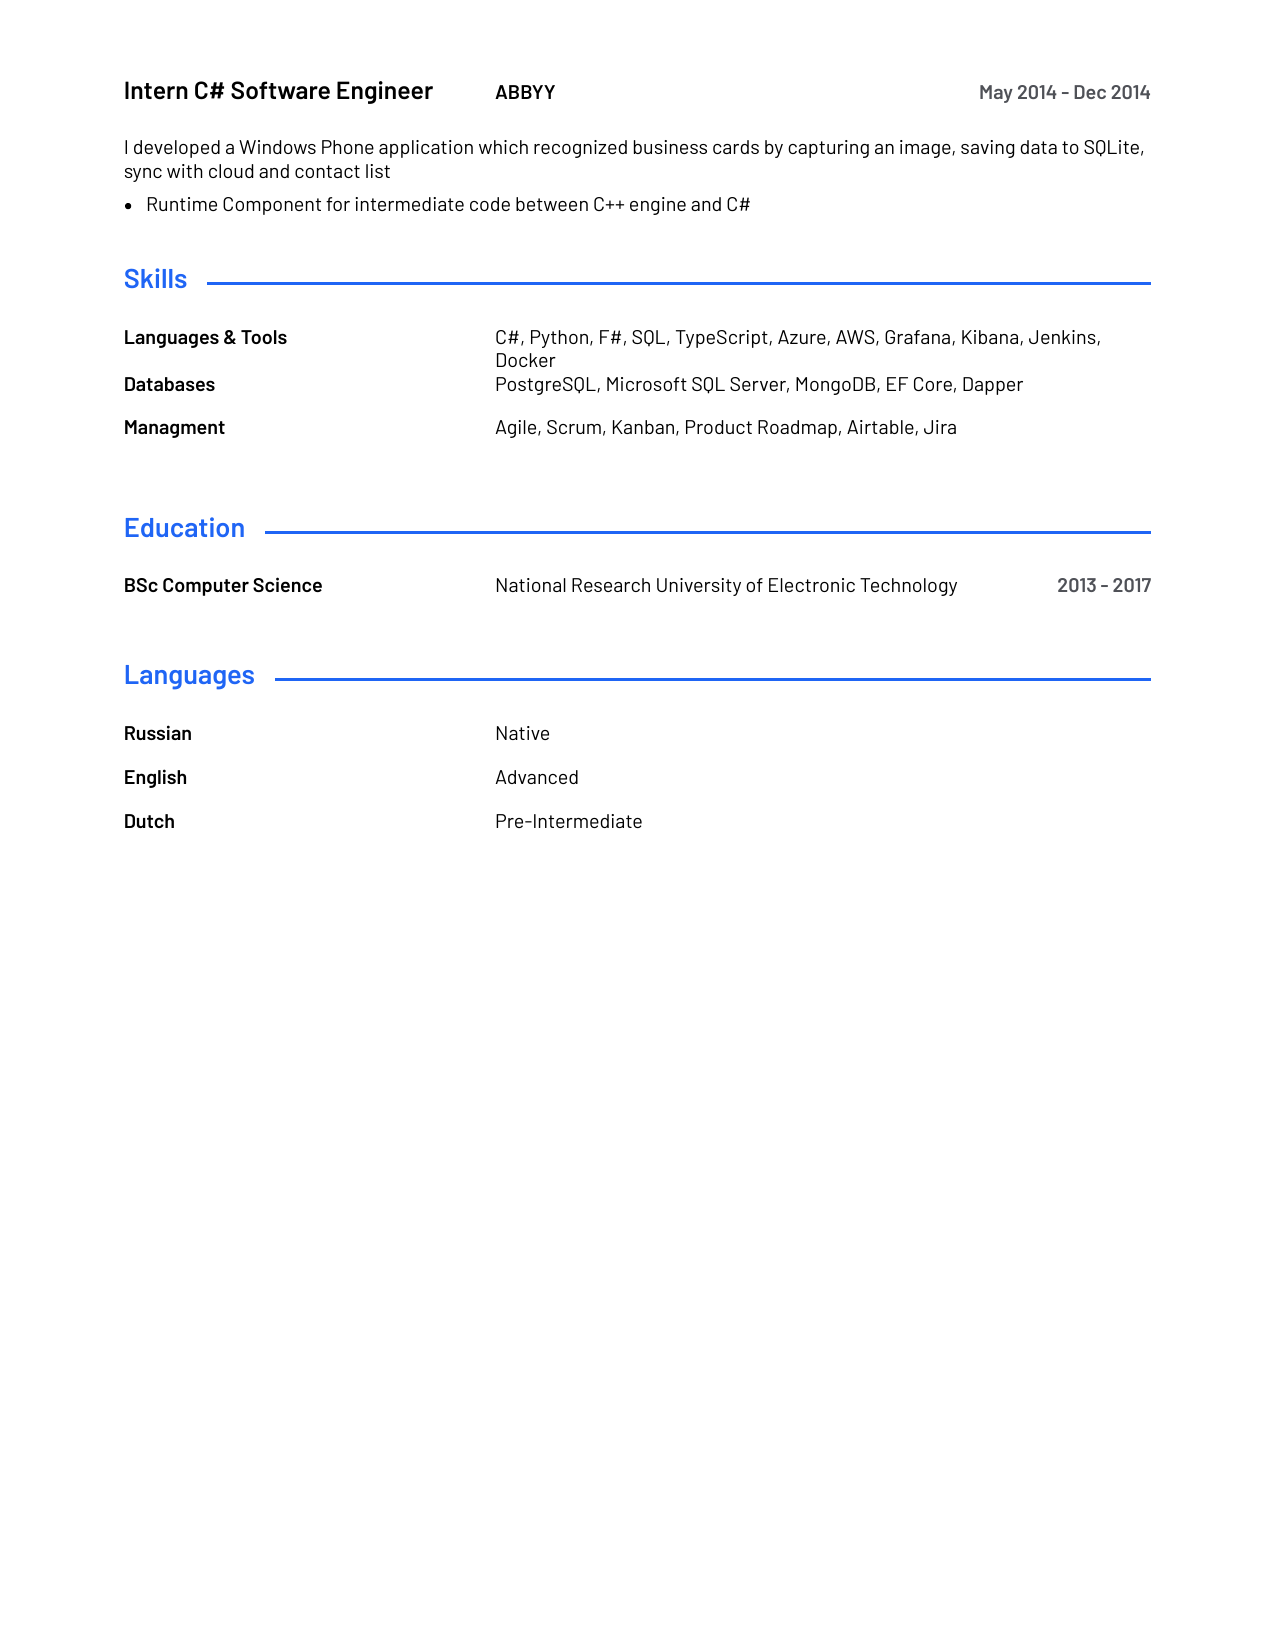 Intern C# Software Engineer ABBYY May 2014 - Dec 2014
I developed a Windows Phone application which recognized business cards by capturing an image, saving data to SQLite,
sync with cloud and contact list
• Runtime Component for intermediate code between C++ engine and C#
Skills
Languages & Tools C#, Python, F#, SQL, TypeScript, Azure, AWS, Grafana, Kibana, Jenkins,
Docker
Databases PostgreSQL, Microsoft SQL Server, MongoDB, EF Core, Dapper
Managment Agile, Scrum, Kanban, Product Roadmap, Airtable, Jira
Education
BSc Computer Science National Research University of Electronic Technology 2013 - 2017
Languages
Russian Native
English Advanced
Dutch Pre-Intermediate